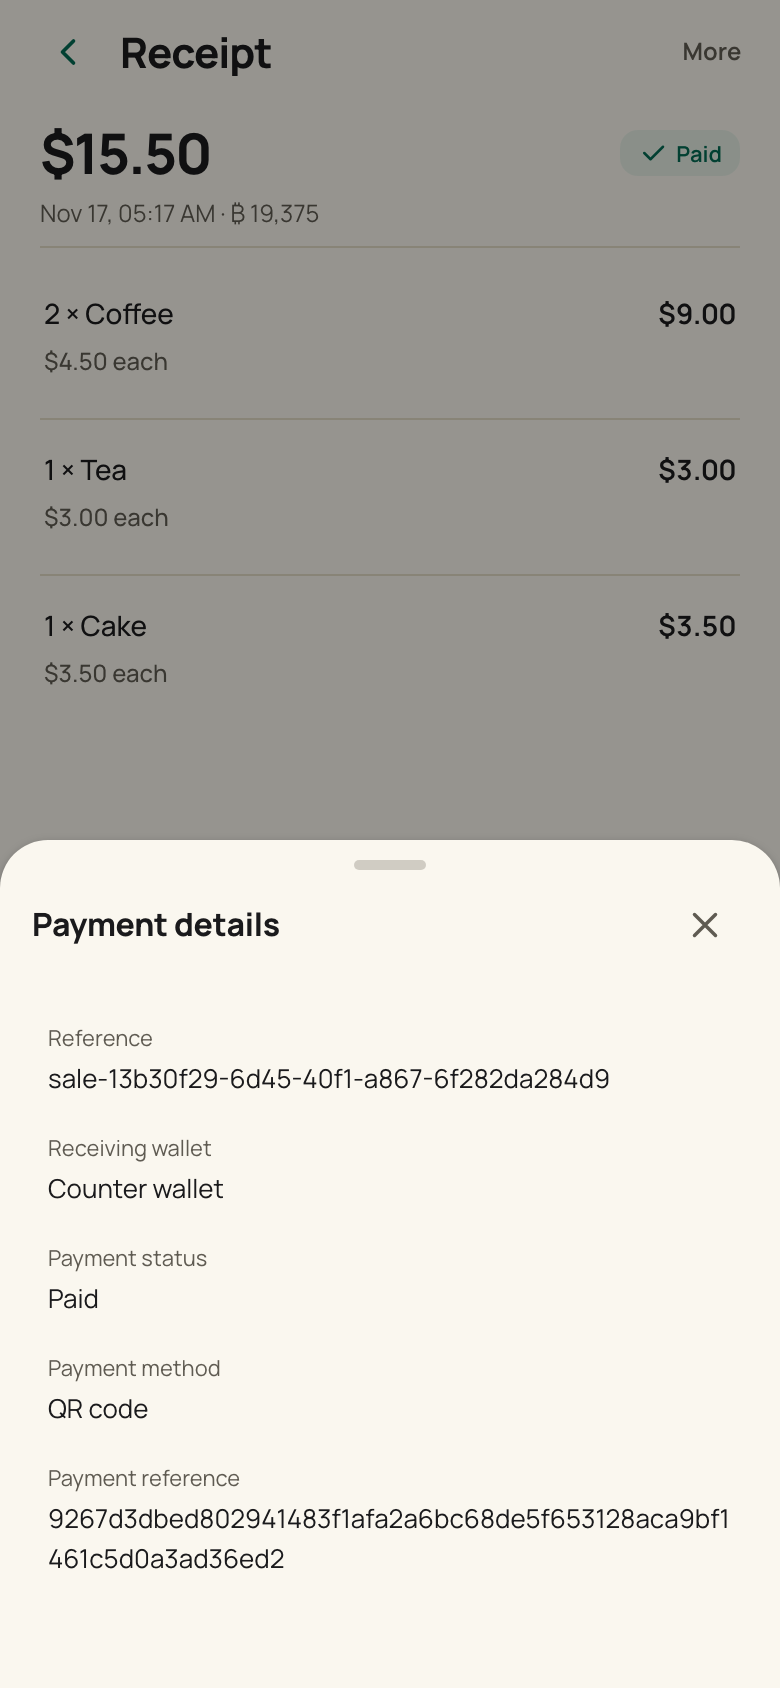 Receipt
More
$15.50
Paid
Nov 17, 05:17 AM · ₿ 19,375
2 × Coffee
$9.00
$4.50 each
1 × Tea
$3.00
$3.00 each
1 × Cake
$3.50
$3.50 each
Payment details
Reference
sale-13b30f29-6d45-40f1-a867-6f282da284d9
Receiving wallet
Counter wallet
Payment status
Paid
Payment method
QR code
Payment reference
9267d3dbed802941483f1afa2a6bc68de5f653128aca9bf1
461c5d0a3ad36ed2